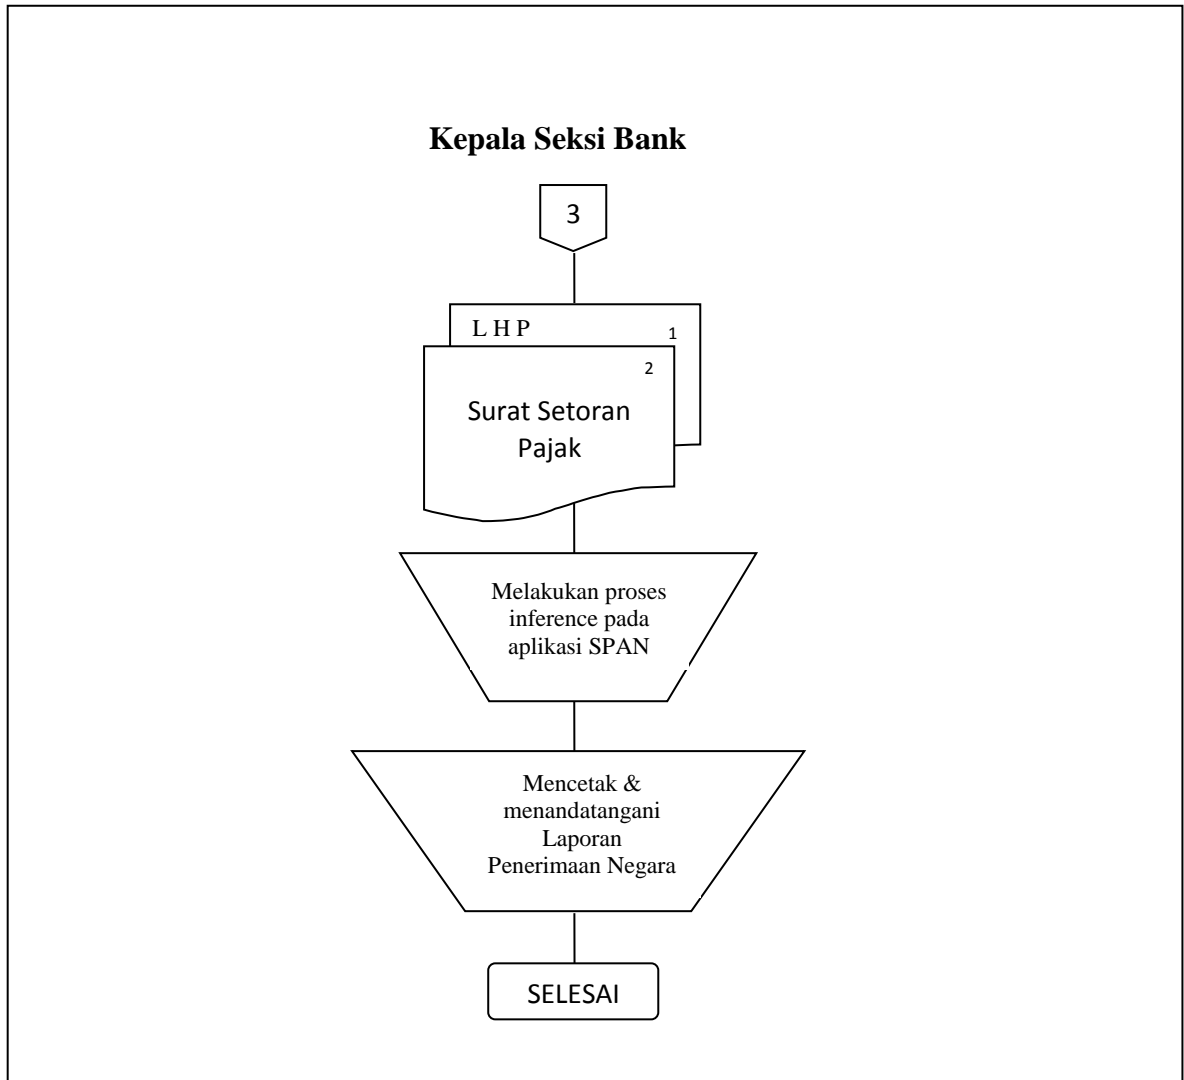 Kepala Seksi Bank
3
L H P
1
2
Surat Setoran
Pajak
Melakukan proses
inference pada
aplikasi SPAN
Mencetak &
menandatangani
Laporan
Penerimaan Negara
SELESAI